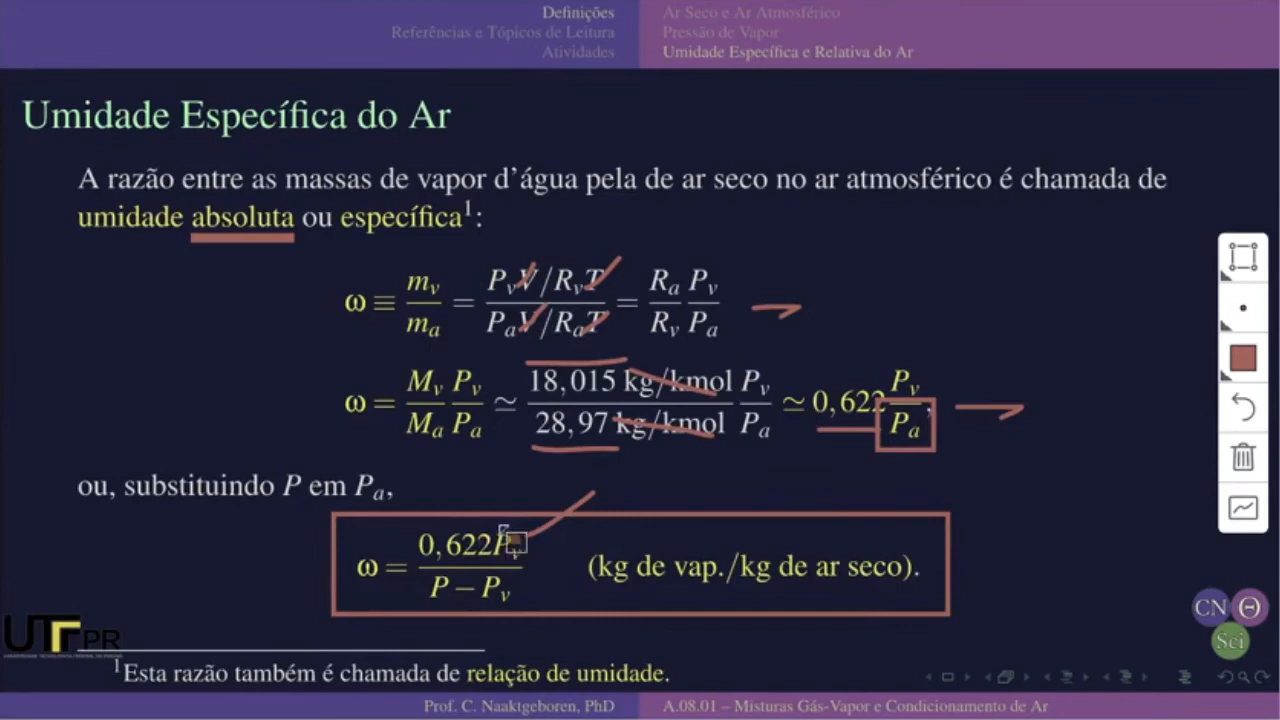 Definições
Referências e Tópicos de Leitura
Atividades
Ar Seco e Ar Atmosférico
Pressão de Vapor
Umidade Específica e Relativa do Ar
Umidade Específica do Ar
A razão entre as massas de vapor d'água pela de ar seco no ar atmosférico é chamada de
umidade absoluta ou específica¹:
ω ≡ m_v/m_a = (P_v V/R_v T)/(P_a V/R_a T) = R_a/R_v P_v/P_a
ω = M_v/M_a P_v/P_a ≃ (18,015 kg/kmol)/(28,97 kg/kmol) P_v/P_a ≃ 0,622 P_v/P_a,
ou, substituindo P em P_a,
ω = 0,622P_v/(P − P_v) (kg de vap./kg de ar seco).
¹Esta razão também é chamada de relação de umidade.
UTFPR
CN Θ
Sci
Prof. C. Naaktgeboren, PhD
A.08.01 – Misturas Gás-Vapor e Condicionamento de Ar